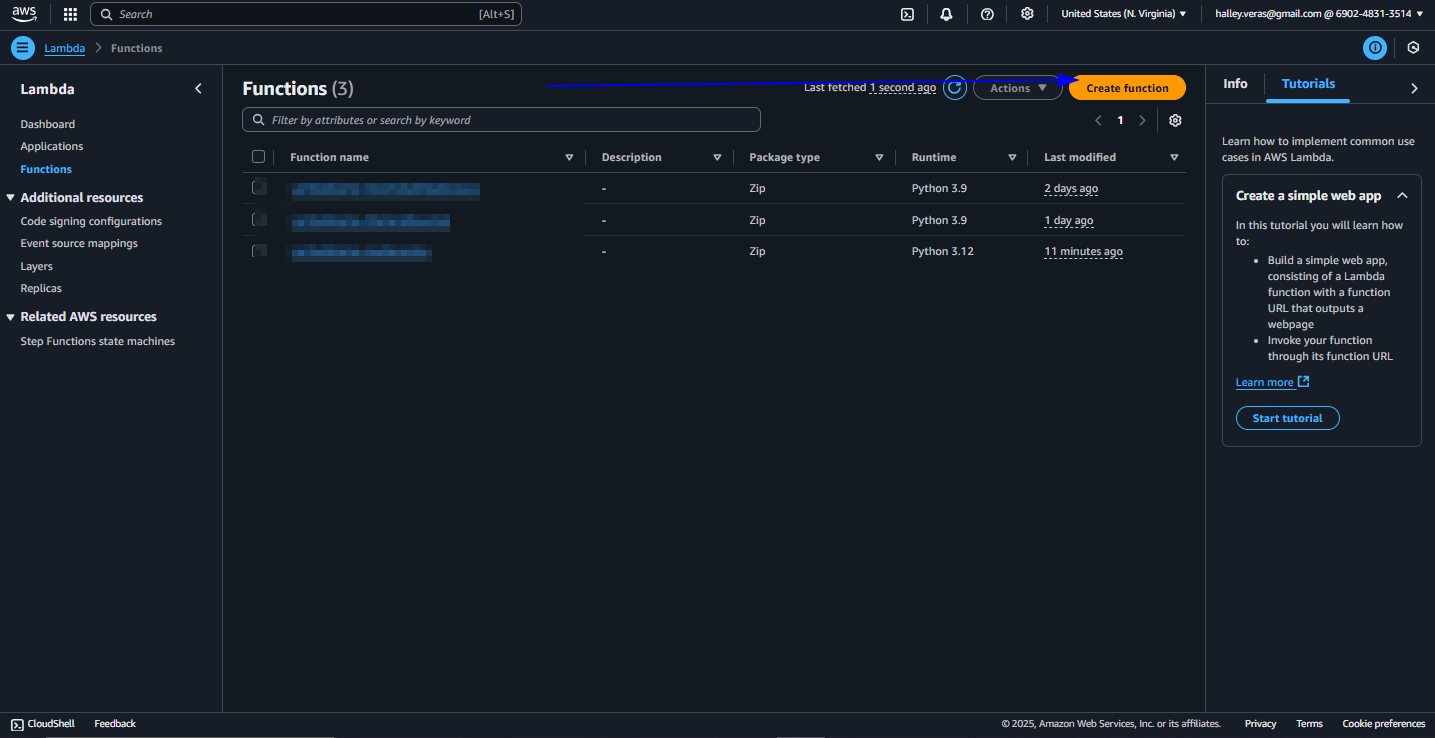 aws
Search
[Alt+S]
United States (N. Virginia)
halley.veras@gmail.com @ 6902-4831-3514
Lambda
Functions
Lambda
Dashboard
Applications
Functions
Additional resources
Code signing configurations
Event source mappings
Layers
Replicas
Related AWS resources
Step Functions state machines
Functions (3)
Last fetched 1 second ago
Actions
Create function
Filter by attributes or search by keyword
1
Function name Description Package type Runtime Last modified
- Zip Python 3.9 2 days ago
- Zip Python 3.9 1 day ago
- Zip Python 3.12 11 minutes ago
Info
Tutorials
Learn how to implement common use
cases in AWS Lambda.
Create a simple web app
In this tutorial you will learn how
to:
• Build a simple web app,
consisting of a Lambda
function with a function
URL that outputs a
webpage
• Invoke your function
through its function URL
Learn more
Start tutorial
CloudShell
Feedback
© 2025, Amazon Web Services, Inc. or its affiliates.
Privacy
Terms
Cookie preferences